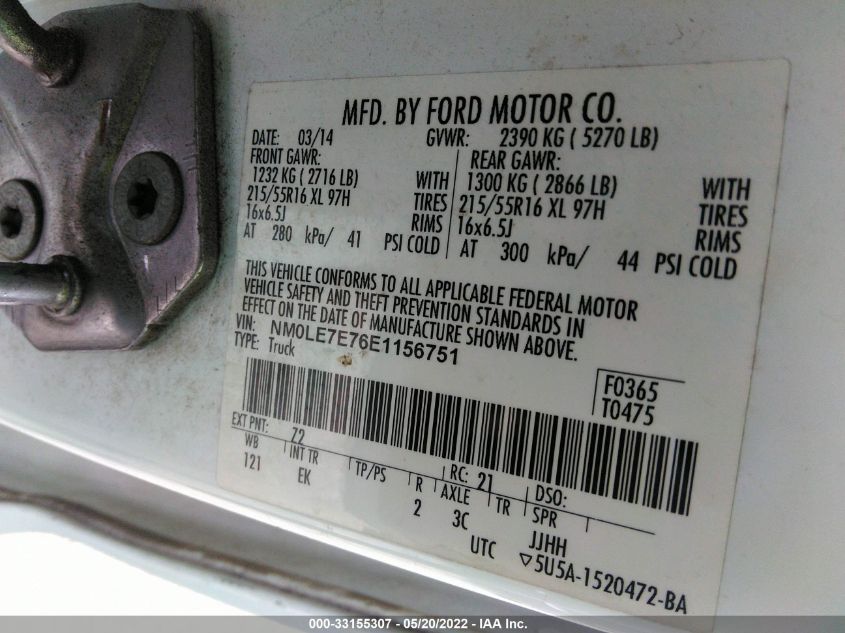 MFD. BY FORD MOTOR CO.
DATE: 03/14 GVWR: 2390 KG ( 5270 LB)
FRONT GAWR: REAR GAWR:
1232 KG ( 2716 LB) WITH 1300 KG ( 2866 LB) WITH
215/55R16 XL 97H TIRES 215/55R16 XL 97H TIRES
16x6.5J RIMS 16x6.5J RIMS
AT 280 kPa/ 41 PSI COLD AT 300 kPa/ 44 PSI COLD
THIS VEHICLE CONFORMS TO ALL APPLICABLE FEDERAL MOTOR
VEHICLE SAFETY AND THEFT PREVENTION STANDARDS IN
EFFECT ON THE DATE OF MANUFACTURE SHOWN ABOVE.
VIN: NM0LE7E76E1156751
TYPE: Truck
F0365
T0475
EXT PNT: Z2 RC: 21 DSO:
WB INT TR TP/PS R AXLE TR SPR
121 EK 2 3C JJHH
UTC ▽5U5A-1520472-BA
000-33155307 - 05/20/2022 - IAA Inc.